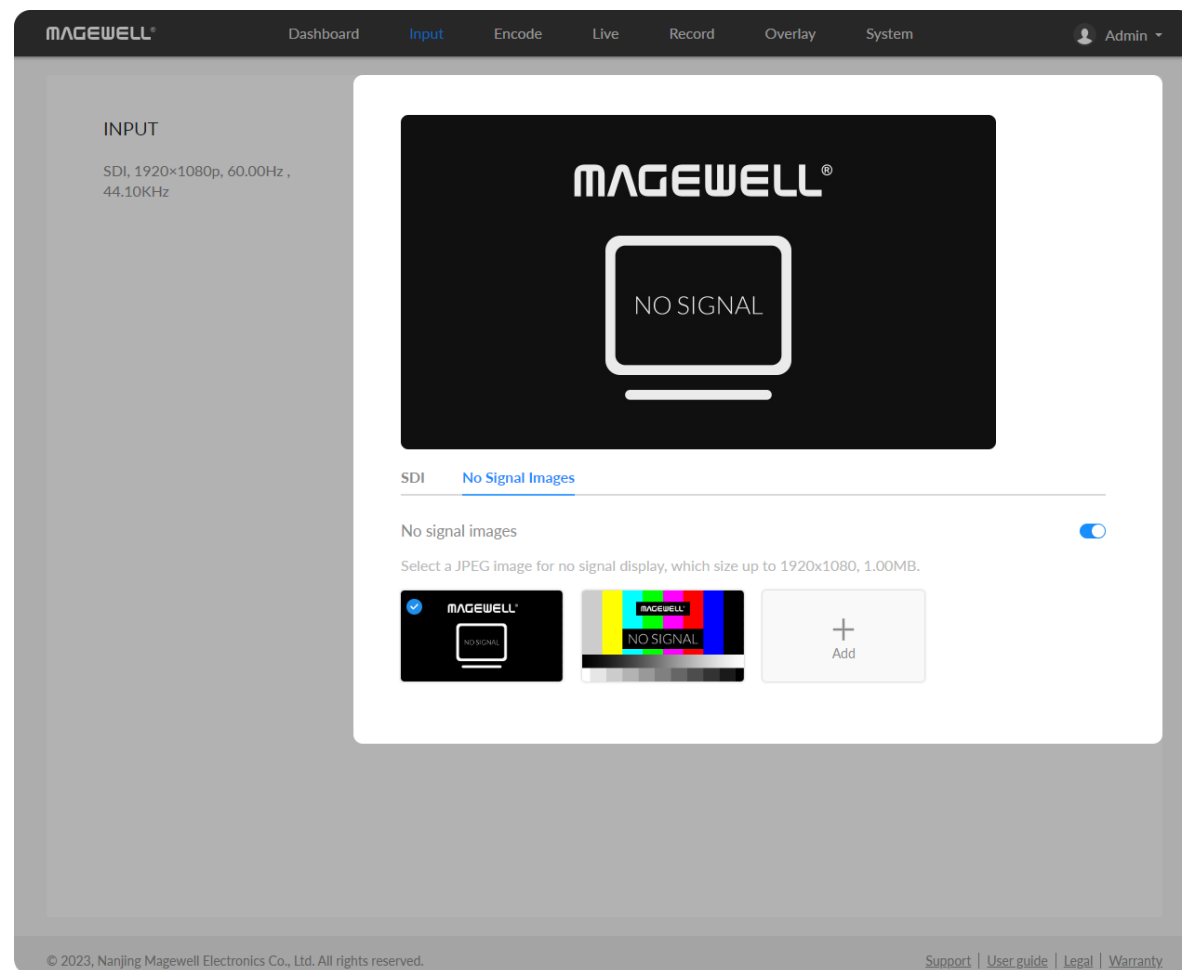 MAGEWELL® Dashboard Input Encode Live Record Overlay System Admin
INPUT
SDI, 1920×1080p, 60.00Hz ,
44.10KHz
MAGEWELL®
NO SIGNAL
SDI No Signal Images
No signal images
Select a JPEG image for no signal display, which size up to 1920x1080, 1.00MB.
MAGEWELL®
NO SIGNAL
MAGEWELL®
NO SIGNAL
Add
© 2023, Nanjing Magewell Electronics Co., Ltd. All rights reserved. Support | User guide | Legal | Warranty